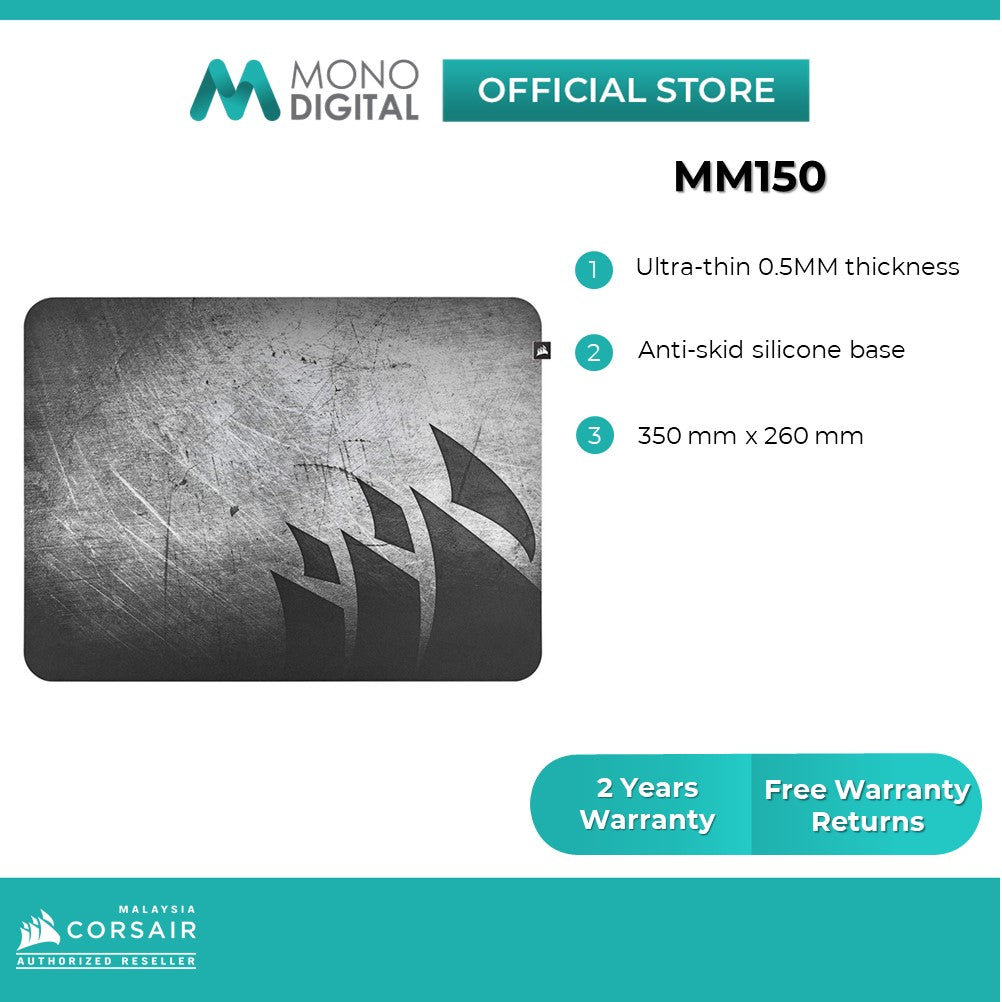 MONO
DIGITAL
OFFICIAL STORE
MM150
1 Ultra-thin 0.5MM thickness
2 Anti-skid silicone base
3 350 mm x 260 mm
2 Years
Warranty
Free Warranty
Returns
MALAYSIA
CORSAIR
AUTHORIZED RESELLER